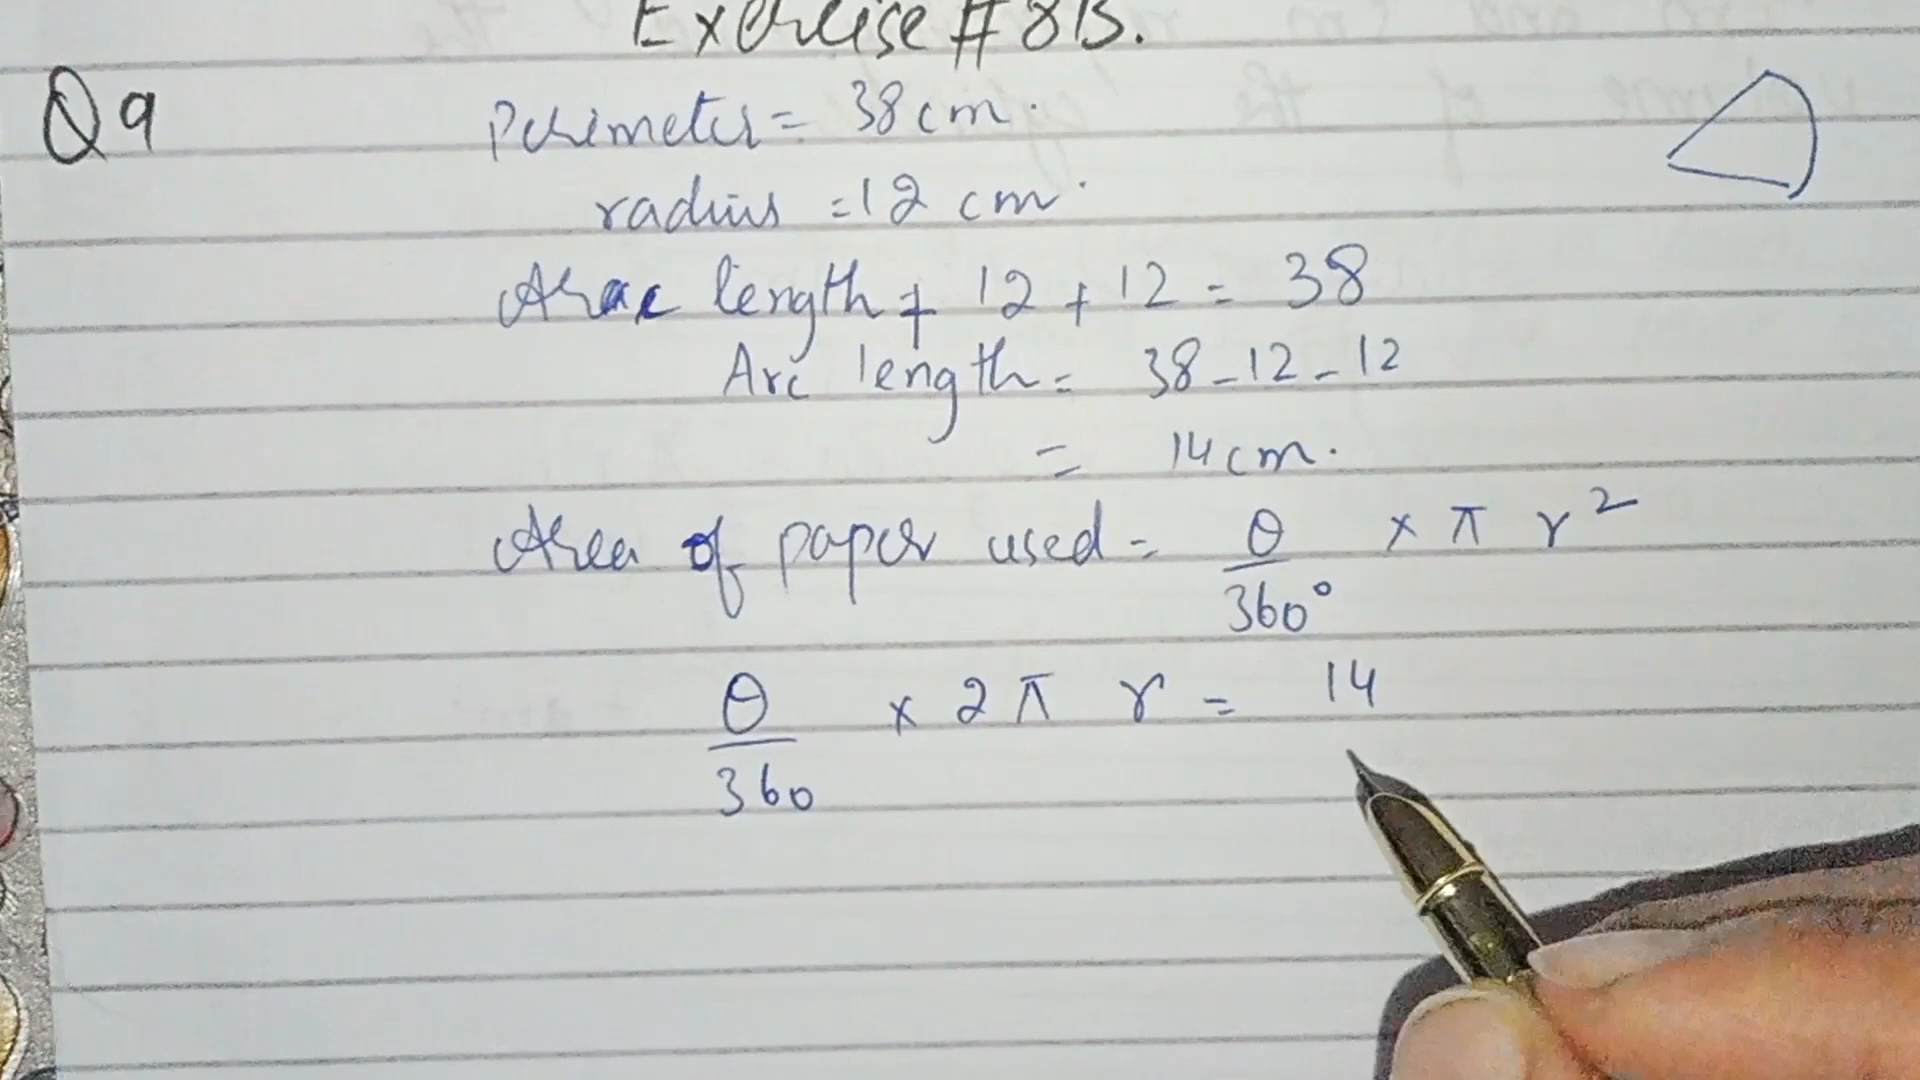 Exercise # 8B.
Q9 Perimeter = 38 cm.
radius = 12 cm.
Arc length + 12 + 12 = 38
Arc length = 38 - 12 - 12
= 14 cm.
Area of paper used = θ/360° × π r²
θ/360 × 2 π r = 14